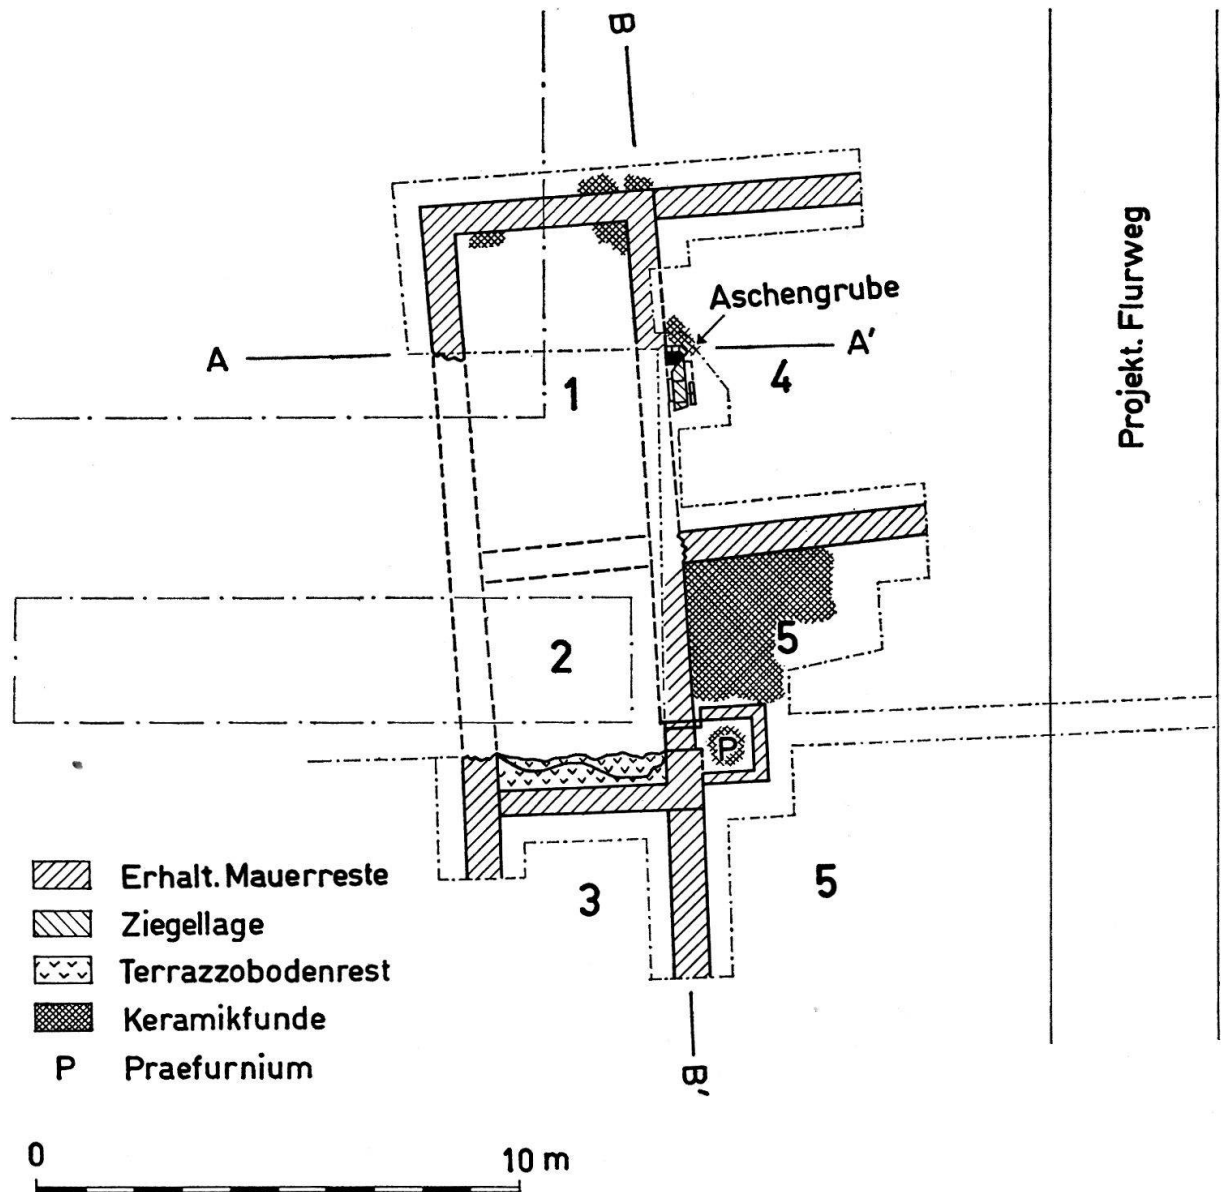 B
Aschengrube
A
A'
1
4
Projekt. Flurweg
2
5
P
3
5
Erhalt. Mauerreste
Ziegellage
Terrazzobodenrest
Keramikfunde
P Praefurnium
B'
0 10 m